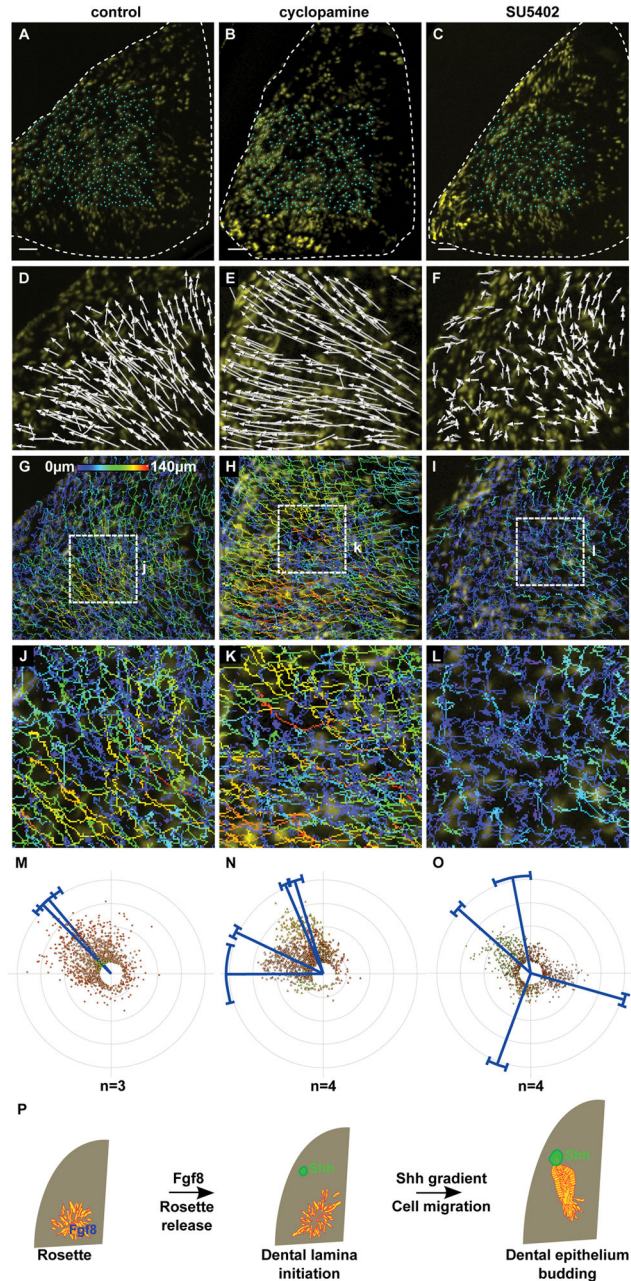 control cyclopamine SU5402
A B C
D E F
G 0μm 140μm H I
j k l
J K L
M N O
n=3 n=4 n=4
P
Fgf8 Shh gradient
Shh Shh
Rosette release Cell migration
Fgf8
Rosette Dental lamina initiation Dental epithelium budding